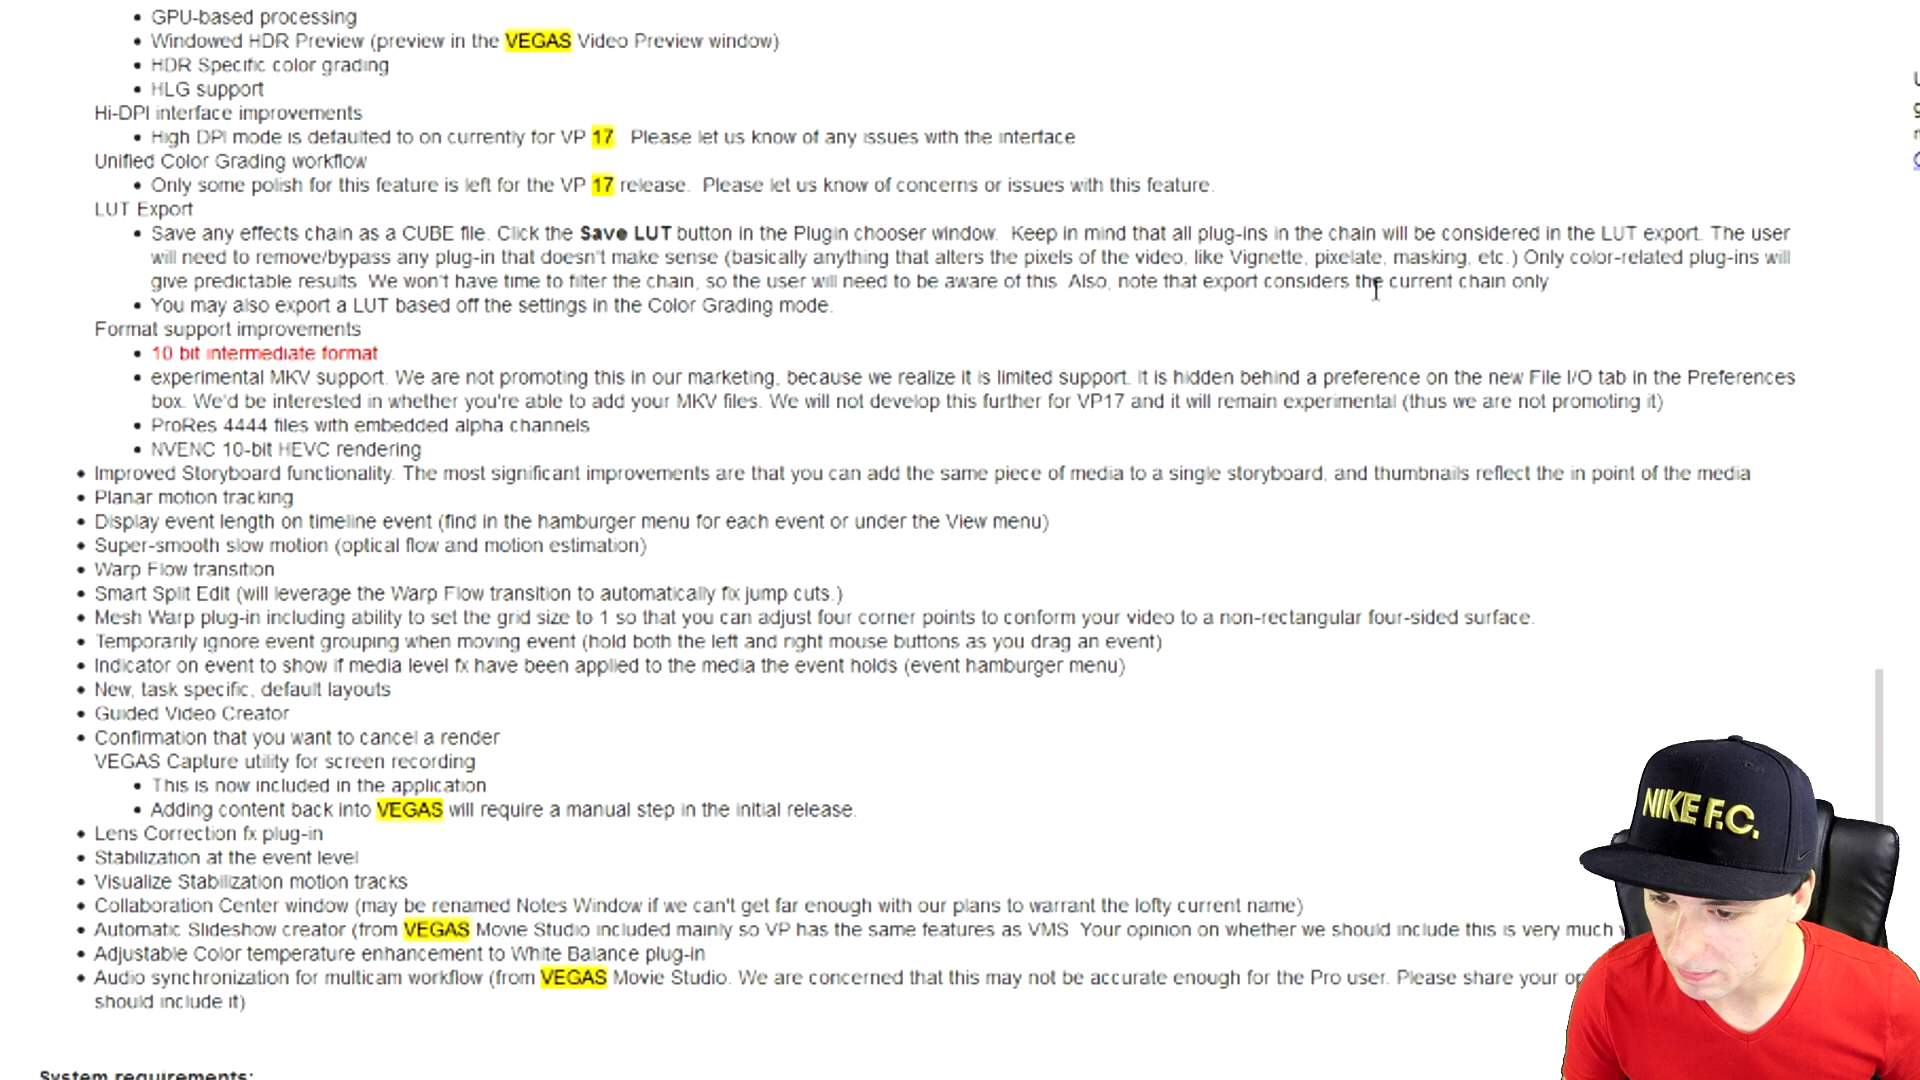 GPU-based processing
Windowed HDR Preview (preview in the VEGAS Video Preview window)
HDR Specific color grading
HLG support
Hi-DPI interface improvements
High DPI mode is defaulted to on currently for VP 17 Please let us know of any issues with the interface
Unified Color Grading workflow
Only some polish for this feature is left for the VP 17 release. Please let us know of concerns or issues with this feature.
LUT Export
Save any effects chain as a CUBE file. Click the Save LUT button in the Plugin chooser window. Keep in mind that all plug-ins in the chain will be considered in the LUT export. The user
will need to remove/bypass any plug-in that doesn't make sense (basically anything that alters the pixels of the video, like Vignette, pixelate, masking, etc.) Only color-related plug-ins will
give predictable results We won't have time to filter the chain, so the user will need to be aware of this Also, note that export considers the current chain only
You may also export a LUT based off the settings in the Color Grading mode.
Format support improvements
10 bit intermediate format
experimental MKV support. We are not promoting this in our marketing, because we realize it is limited support. It is hidden behind a preference on the new File I/O tab in the Preferences
box. We'd be interested in whether you're able to add your MKV files. We will not develop this further for VP17 and it will remain experimental (thus we are not promoting it)
ProRes 4444 files with embedded alpha channels
NVENC 10-bit HEVC rendering
Improved Storyboard functionality. The most significant improvements are that you can add the same piece of media to a single storyboard, and thumbnails reflect the in point of the media
Planar motion tracking
Display event length on timeline event (find in the hamburger menu for each event or under the View menu)
Super-smooth slow motion (optical flow and motion estimation)
Warp Flow transition
Smart Split Edit (will leverage the Warp Flow transition to automatically fix jump cuts.)
Mesh Warp plug-in including ability to set the grid size to 1 so that you can adjust four corner points to conform your video to a non-rectangular four-sided surface.
Temporarily ignore event grouping when moving event (hold both the left and right mouse buttons as you drag an event)
Indicator on event to show if media level fx have been applied to the media the event holds (event hamburger menu)
New, task specific, default layouts
Guided Video Creator
Confirmation that you want to cancel a render
VEGAS Capture utility for screen recording
This is now included in the application
Adding content back into VEGAS will require a manual step in the initial release.
Lens Correction fx plug-in
Stabilization at the event level
Visualize Stabilization motion tracks
Collaboration Center window (may be renamed Notes Window if we can't get far enough with our plans to warrant the lofty current name)
Automatic Slideshow creator (from VEGAS Movie Studio included mainly so VP has the same features as VMS Your opinion on whether we should include this is very much
Adjustable Color temperature enhancement to White Balance plug-in
Audio synchronization for multicam workflow (from VEGAS Movie Studio. We are concerned that this may not be accurate enough for the Pro user. Please share your
should include it)
System requirements:
NIKE F.C.